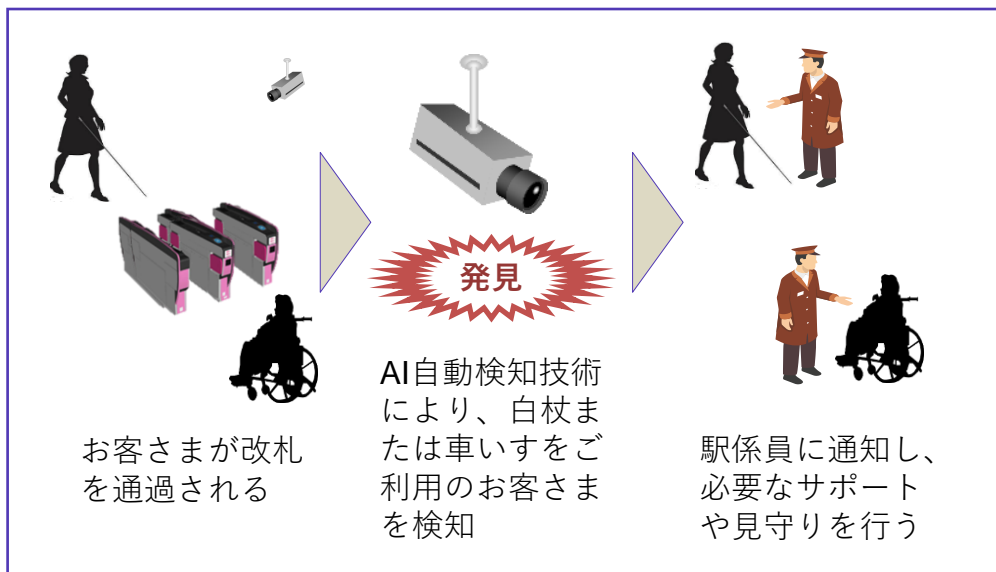 発見
お客さまが改札
を通過される
AI自動検知技術
により、白杖ま
たは車いすをご
利用のお客さま
を検知
駅係員に通知し、
必要なサポート
や見守りを行う